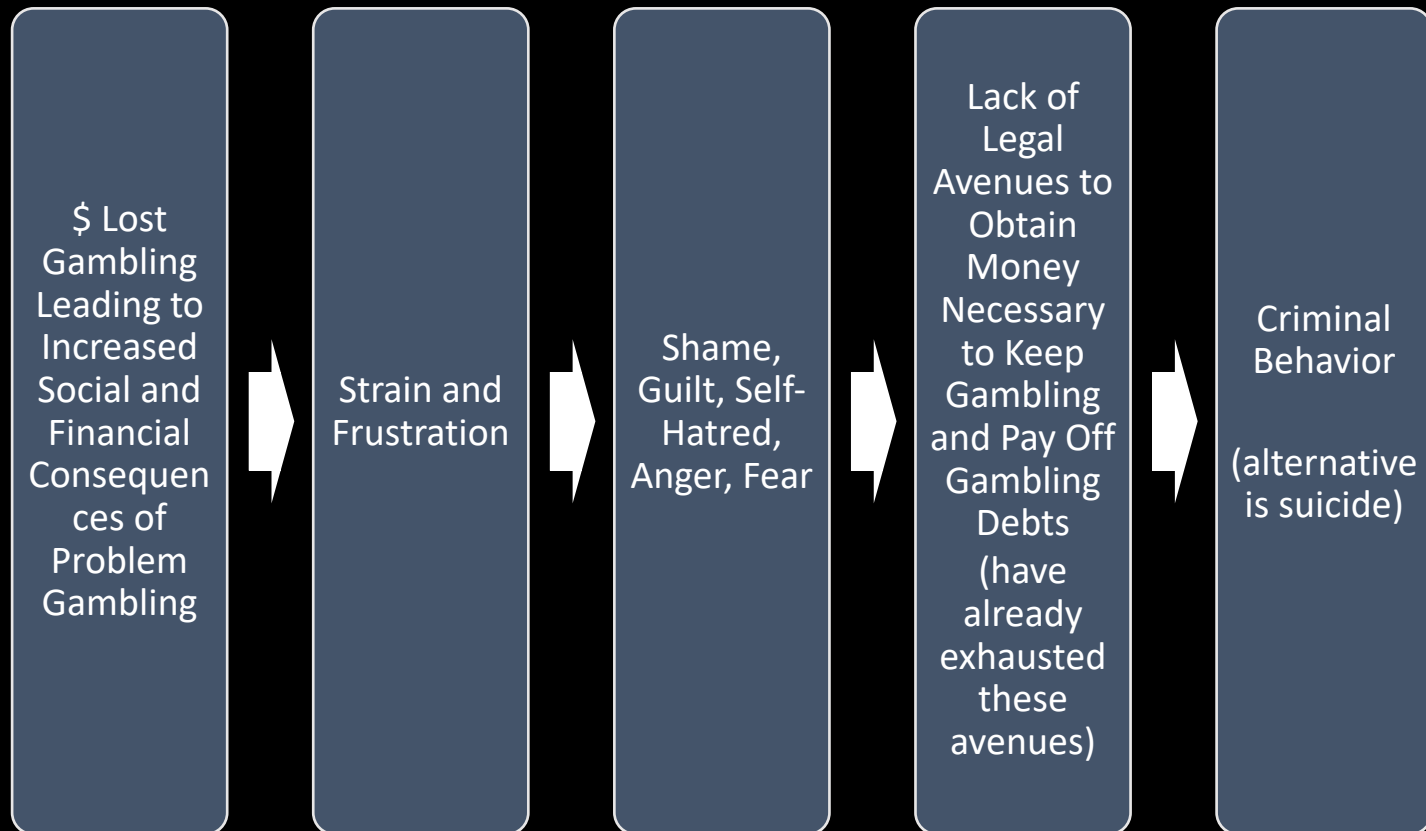 $ Lost
Gambling
Leading to
Increased
Social and
Financial
Consequen
ces of
Problem
Gambling
Strain and
Frustration
Shame,
Guilt, Self-
Hatred,
Anger, Fear
Lack of
Legal
Avenues to
Obtain
Money
Necessary
to Keep
Gambling
and Pay Off
Gambling
Debts
(have
already
exhausted
these
avenues)
Criminal
Behavior
(alternative
is suicide)